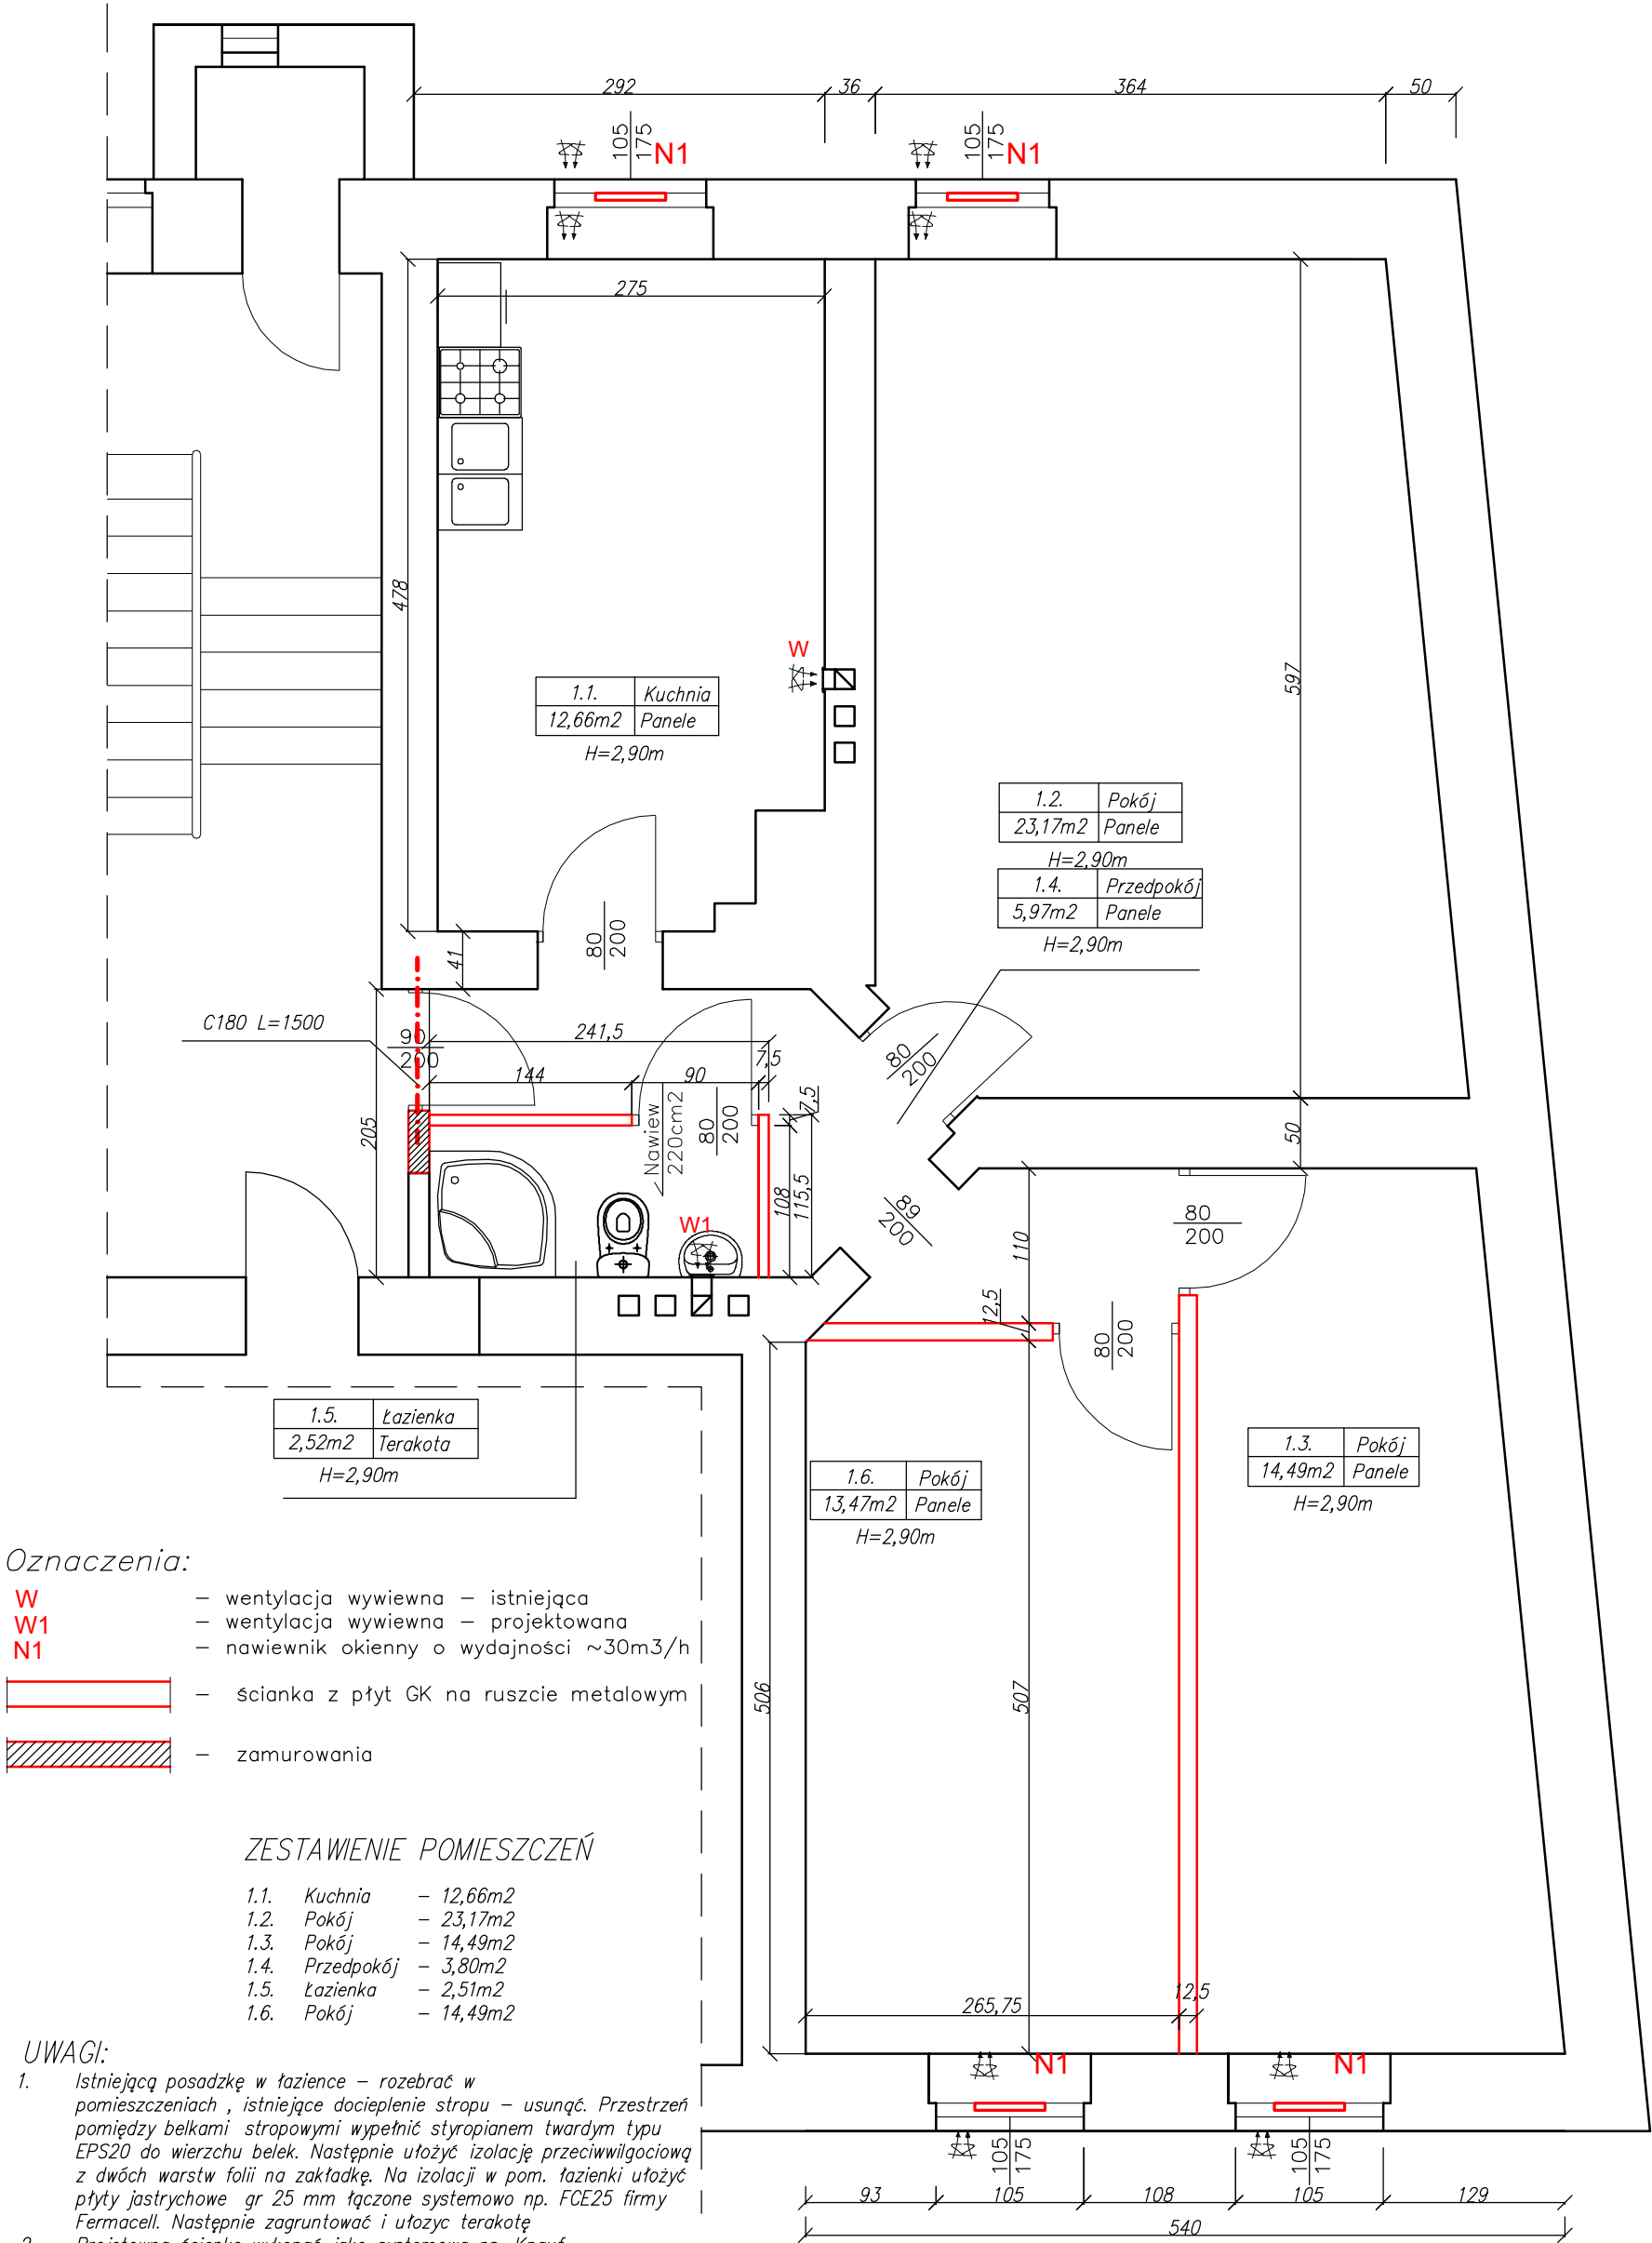 292
36
364
50
105
175
N1
105
175
N1
275
478
597
W
1.1. Kuchnia
12,66m2 Panele
H=2,90m
1.2. Pokój
23,17m2 Panele
H=2,90m
1.4. Przedpokój
5,97m2 Panele
H=2,90m
41
80
200
C180 L=1500
90
200
241,5
7,5
144
90
80
200
7,5
205
Nawiew
220cm2
80
200
50
108
115,5
W1
89
200
80
200
110
12,5
80
200
1.5. Łazienka
2,52m2 Terakota
H=2,90m
1.3. Pokój
14,49m2 Panele
H=2,90m
1.6. Pokój
13,47m2 Panele
H=2,90m
Oznaczenia:
W – wentylacja wywiewna – istniejąca
W1 – wentylacja wywiewna – projektowana
N1 – nawiewnik okienny o wydajności ~30m3/h
– ścianka z płyt GK na ruszcie metalowym
– zamurowania
506
507
ZESTAWIENIE POMIESZCZEŃ
1.1. Kuchnia – 12,66m2
1.2. Pokój – 23,17m2
1.3. Pokój – 14,49m2
1.4. Przedpokój – 3,80m2
1.5. Łazienka – 2,51m2
1.6. Pokój – 14,49m2
265,75
12,5
N1
N1
105
175
105
175
93
105
108
105
129
540
UWAGI:
1. Istniejącą posadzkę w łazience – rozebrać w
pomieszczeniach , istniejące docieplenie stropu – usunąć. Przestrzeń
pomiędzy belkami stropowymi wypełnić styropianem twardym typu
EPS20 do wierzchu belek. Następnie ułożyć izolację przeciwwilgociową
z dwóch warstw folii na zakładkę. Na izolacji w pom. łazienki ułożyć
płyty jastrychowe gr 25 mm łączone systemowo np. FCE25 firmy
Fermacell. Następnie zagruntować i ułozyc terakotę